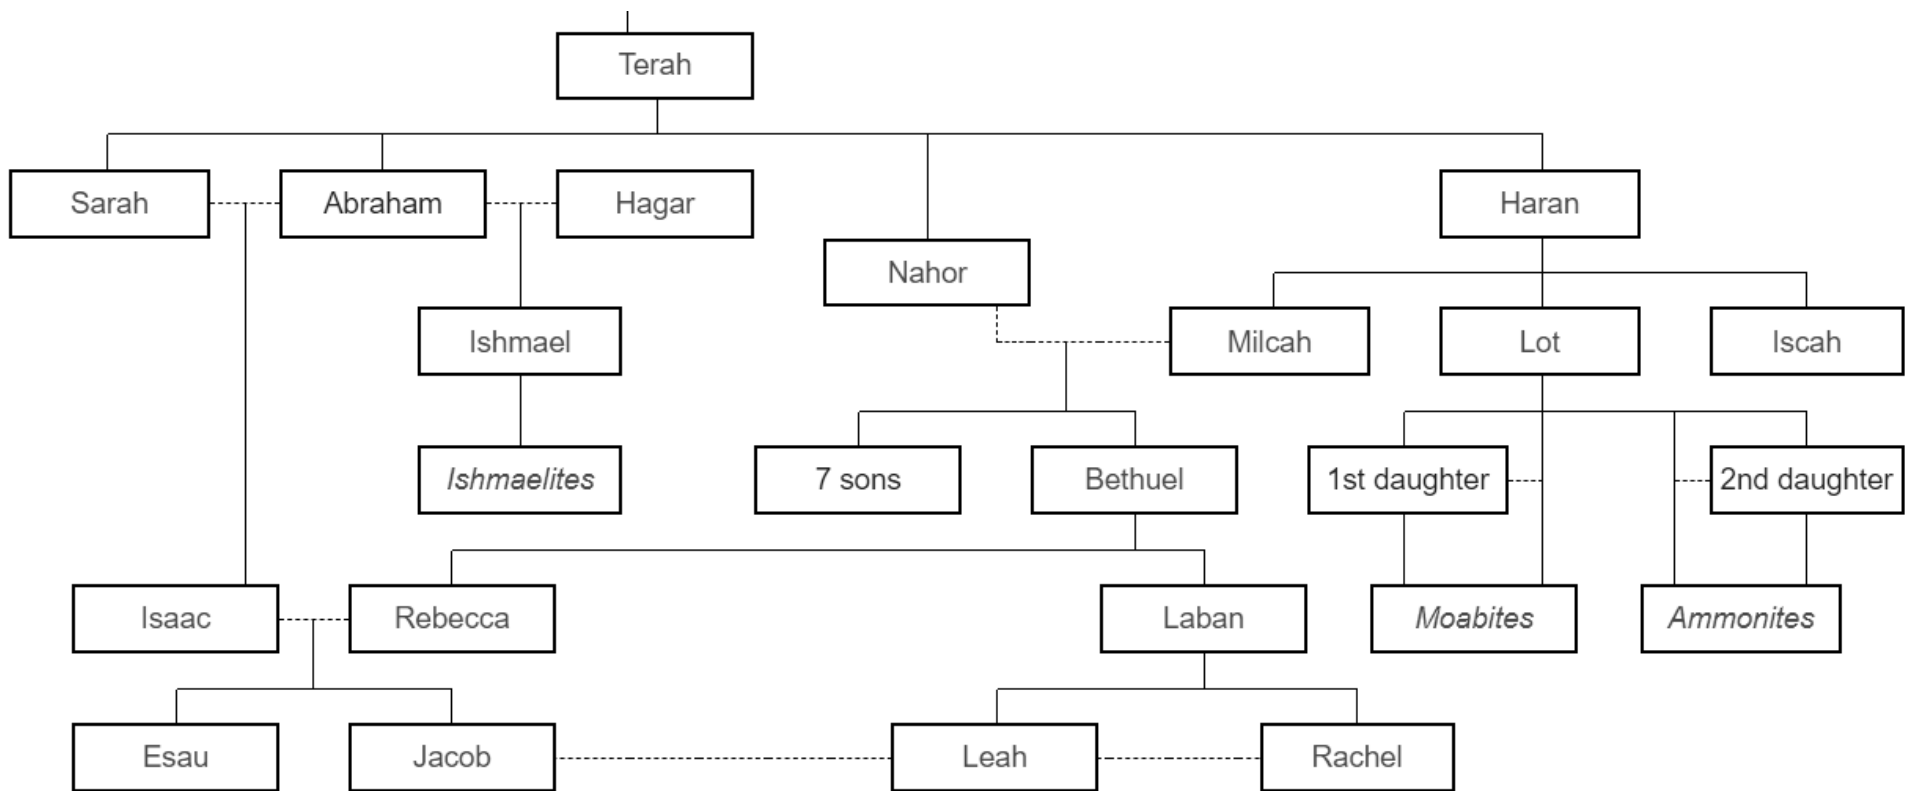 Terah
Sarah
Abraham
Hagar
Haran
Nahor
Ishmael
Milcah
Lot
Iscah
Ishmaelites
7 sons
Bethuel
1st daughter
2nd daughter
Isaac
Rebecca
Laban
Moabites
Ammonites
Esau
Jacob
Leah
Rachel